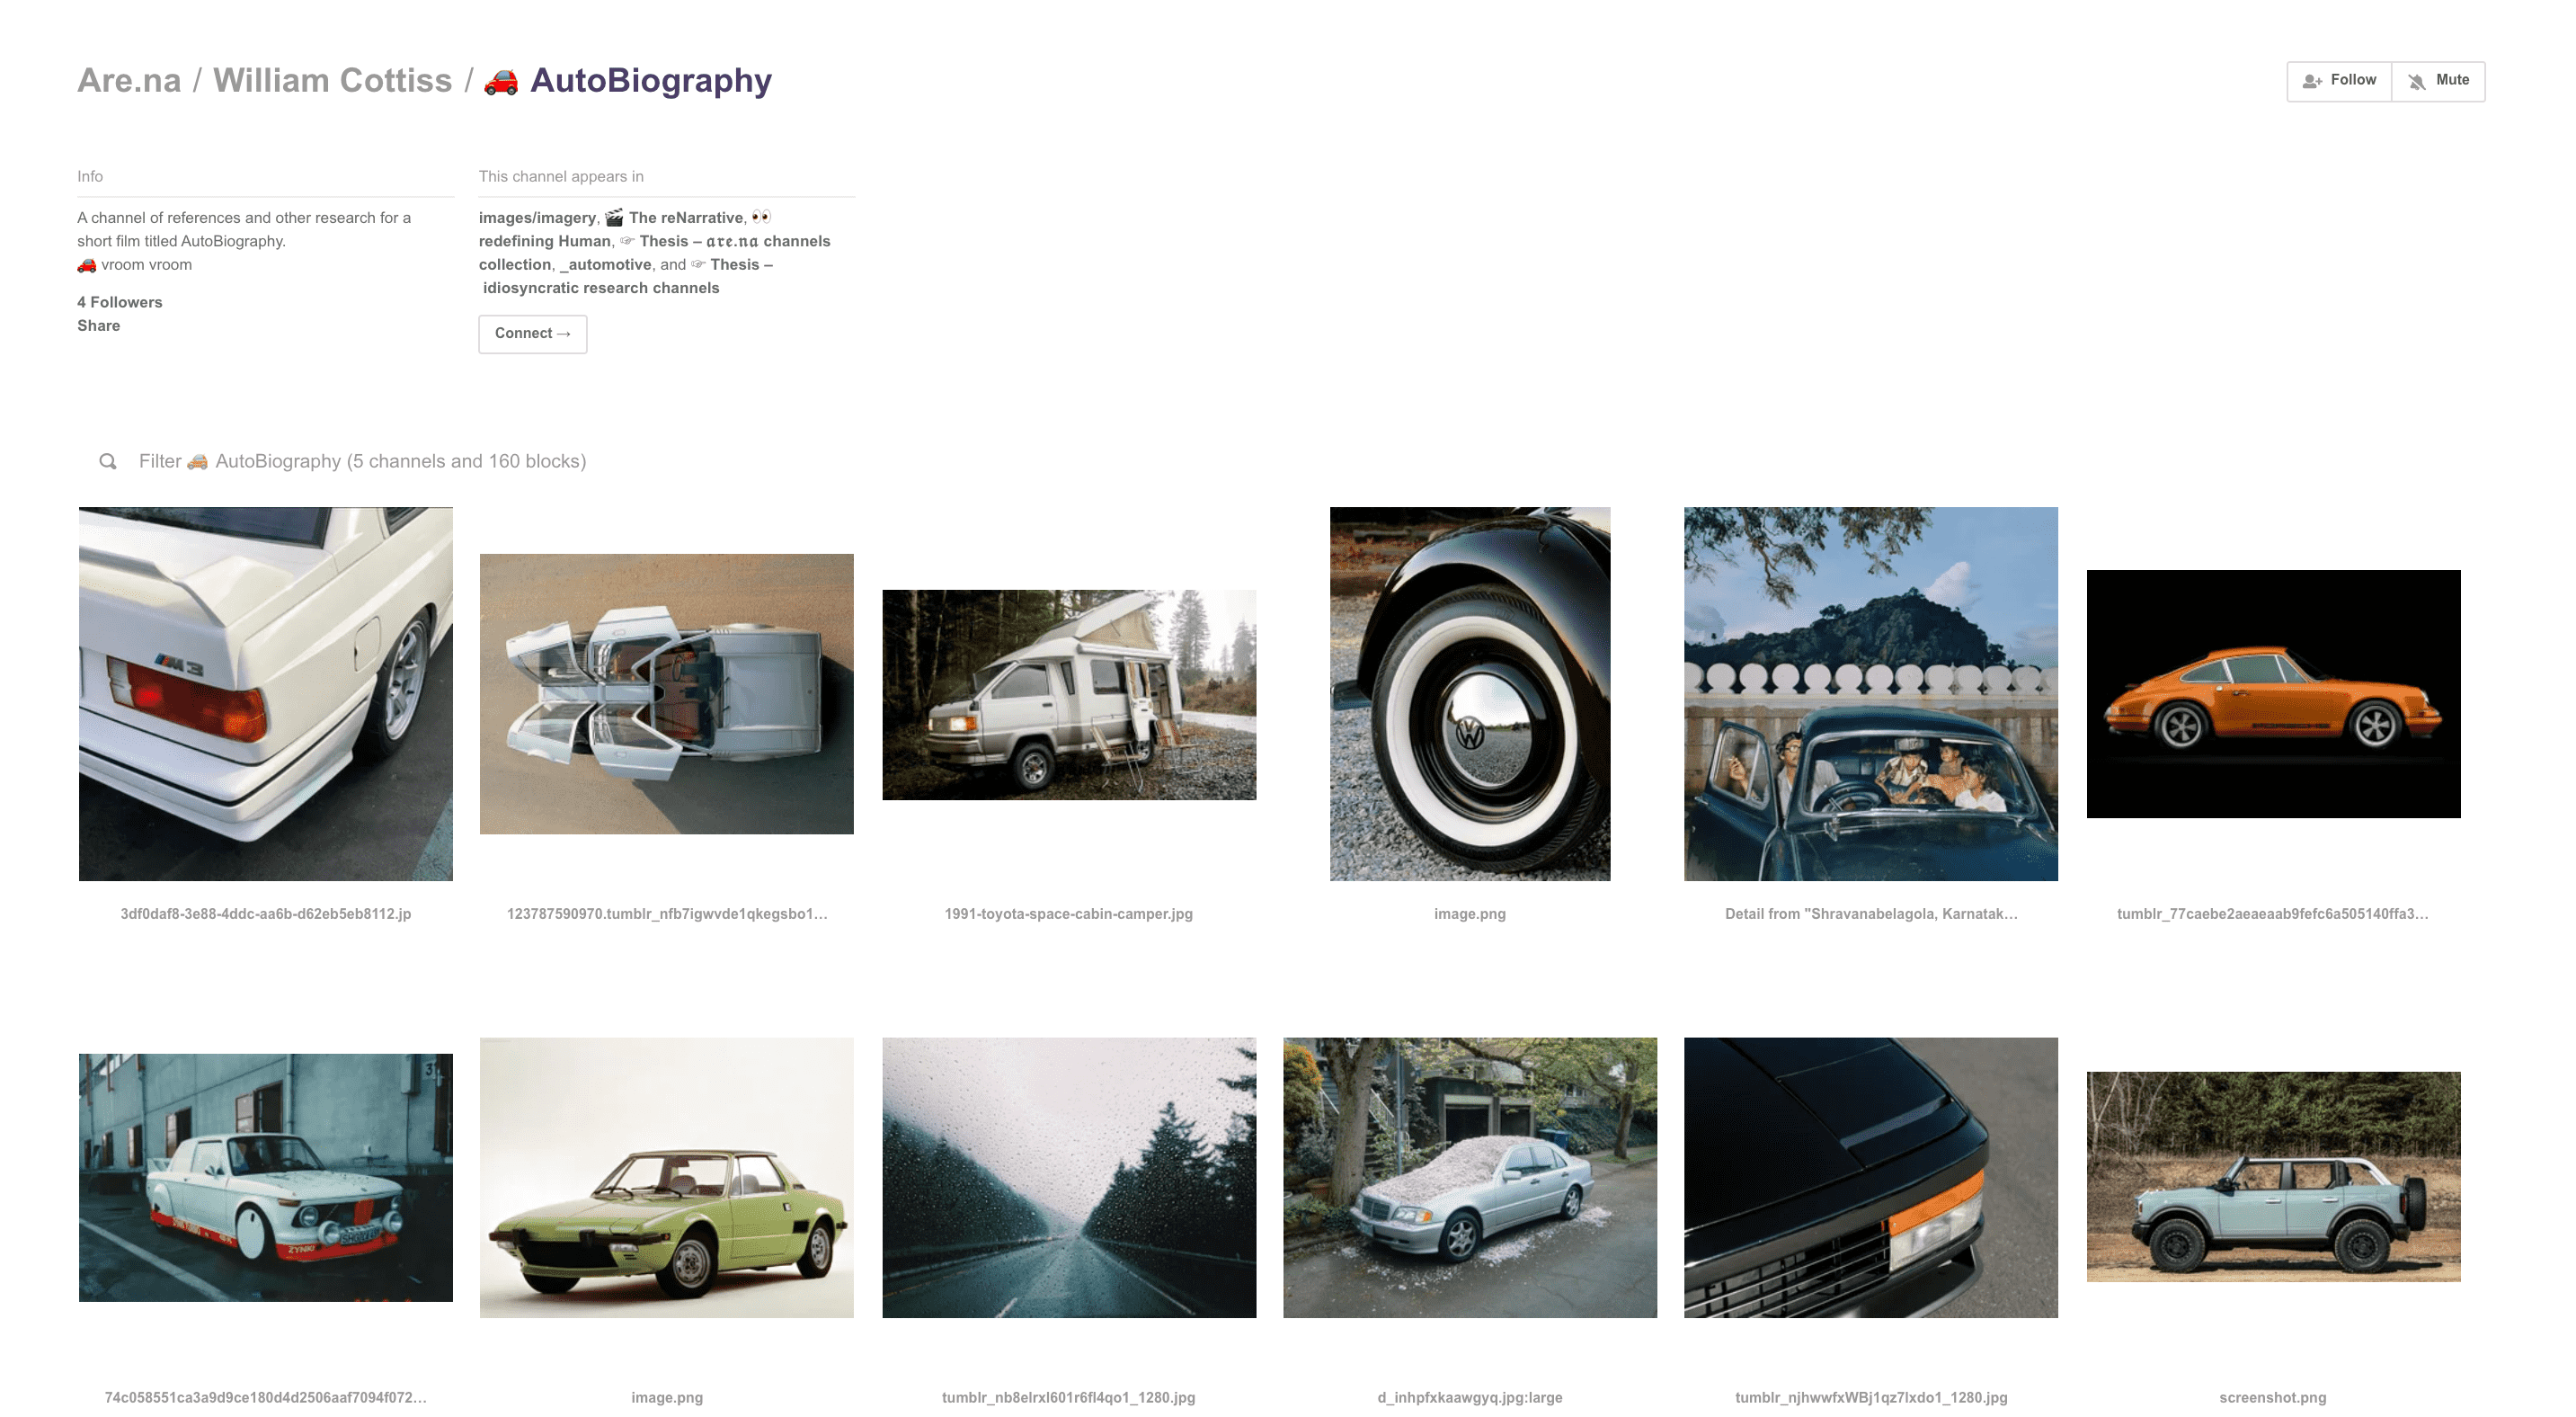 Are.na / William Cottiss / 🚗 AutoBiography
Follow
Mute
Info
A channel of references and other research for a
short film titled AutoBiography.
🚗 vroom vroom
4 Followers
Share
This channel appears in
images/imagery, 🎬 The reNarrative, 👀
redefining Human, ☞ Thesis – 𝖆𝖗𝖊.𝖓𝖆 channels
collection, _automotive, and ☞ Thesis –
idiosyncratic research channels
Connect →
Filter 🚗 AutoBiography (5 channels and 160 blocks)
M3
3df0daf8-3e88-4ddc-aa6b-d62eb5eb8112.jp
123787590970.tumblr_nfb7igwvde1qkegsbo1...
1991-toyota-space-cabin-camper.jpg
image.png
Detail from "Shravanabelagola, Karnatak...
tumblr_77caebe2aeaeaab9fefc6a505140ffa3...
74c058551ca3a9d9ce180d4d2506aaf7094f072...
image.png
tumblr_nb8elrxl601r6fl4qo1_1280.jpg
d_inhpfxkaawgyq.jpg:large
tumblr_njhwwfxWBj1qz7lxdo1_1280.jpg
screenshot.png